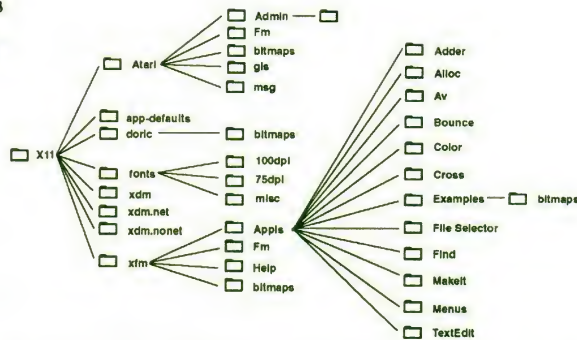 Admin
Fm
Atari
bitmaps
gis
msg
app-defaults
doric
bitmaps
X11
fonts
100dpi
75dpi
misc
xdm
xdm.net
xdm.nonet
xfm
Appls
Fm
Help
bitmaps
Adder
Alloc
Av
Bounce
Color
Cross
Examples
bitmaps
File Selector
Find
Makeit
Menus
TextEdit